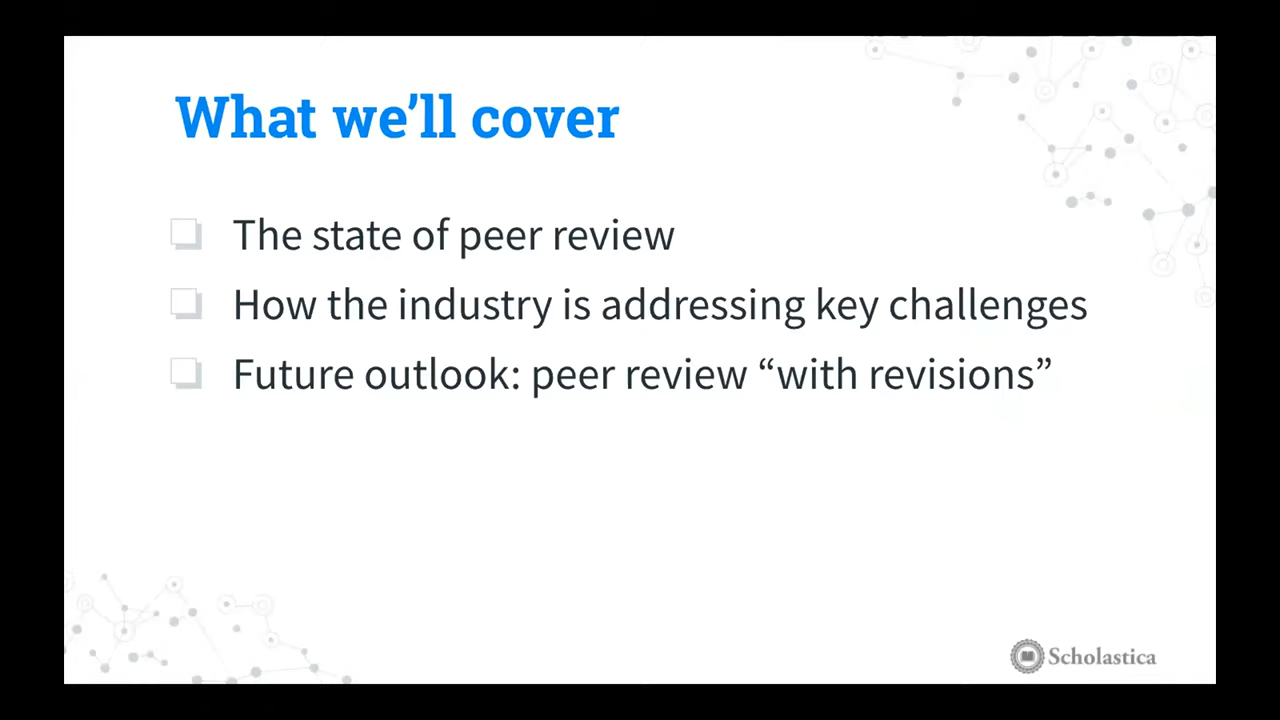 What we’ll cover
The state of peer review
How the industry is addressing key challenges
Future outlook: peer review “with revisions”
Scholastica